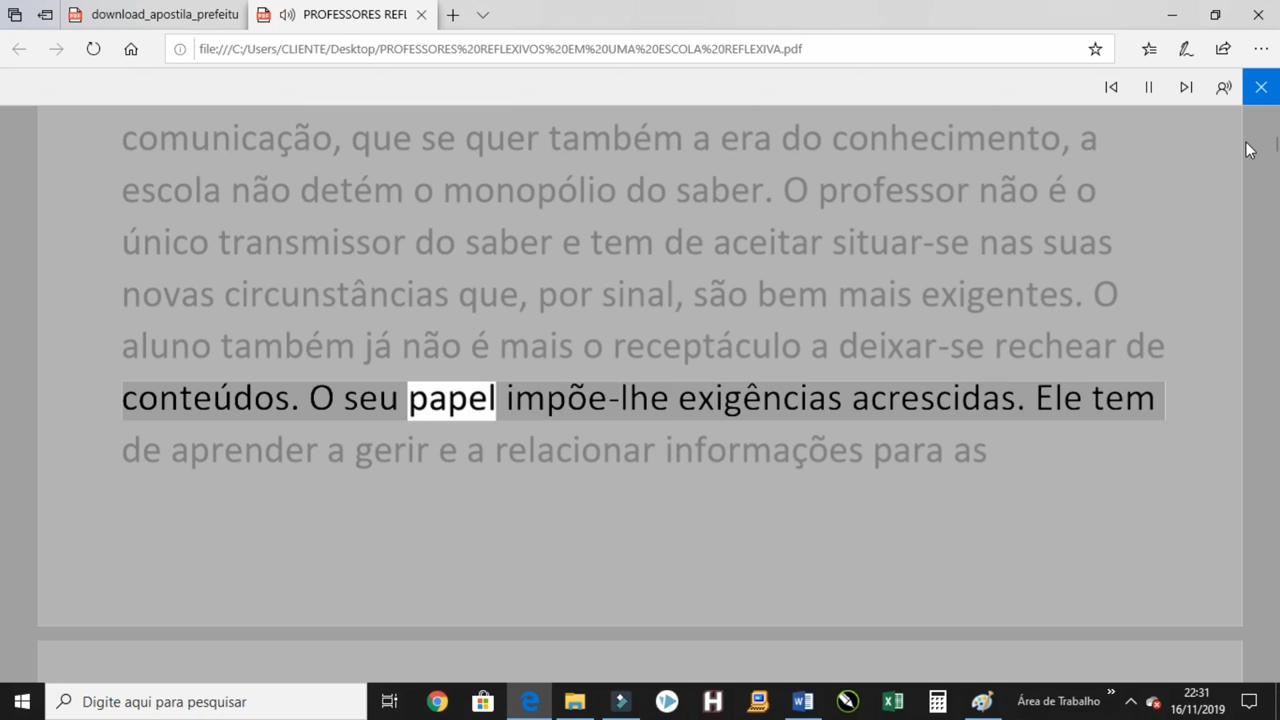 download_apostila_prefeitu
PROFESSORES REFL
file:///C:/Users/CLIENTE/Desktop/PROFESSORES%20REFLEXIVOS%20EM%20UMA%20ESCOLA%20REFLEXIVA.pdf
comunicação, que se quer também a era do conhecimento, a
escola não detém o monopólio do saber. O professor não é o
único transmissor do saber e tem de aceitar situar-se nas suas
novas circunstâncias que, por sinal, são bem mais exigentes. O
aluno também já não é mais o receptáculo a deixar-se rechear de
conteúdos. O seu papel impõe-lhe exigências acrescidas. Ele tem
de aprender a gerir e a relacionar informações para as
Digite aqui para pesquisar
Área de Trabalho
22:31
16/11/2019